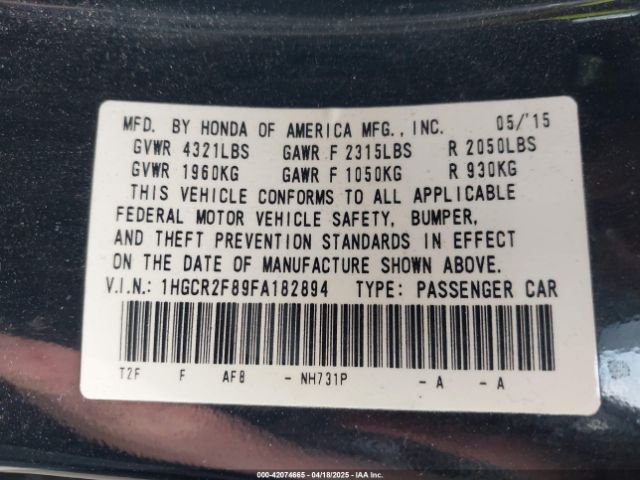 MFD. BY HONDA OF AMERICA MFG., INC. 05/'15
GVWR 4321LBS GAWR F 2315LBS R 2050LBS
GVWR 1960KG GAWR F 1050KG R 930KG
THIS VEHICLE CONFORMS TO ALL APPLICABLE
FEDERAL MOTOR VEHICLE SAFETY, BUMPER,
AND THEFT PREVENTION STANDARDS IN EFFECT
ON THE DATE OF MANUFACTURE SHOWN ABOVE.
V.I.N.: 1HGCR2F89FA182894 TYPE: PASSENGER CAR
T2F F AF8 - NH731P - A - A
000-42074665 - 04/18/2025 - IAA Inc.